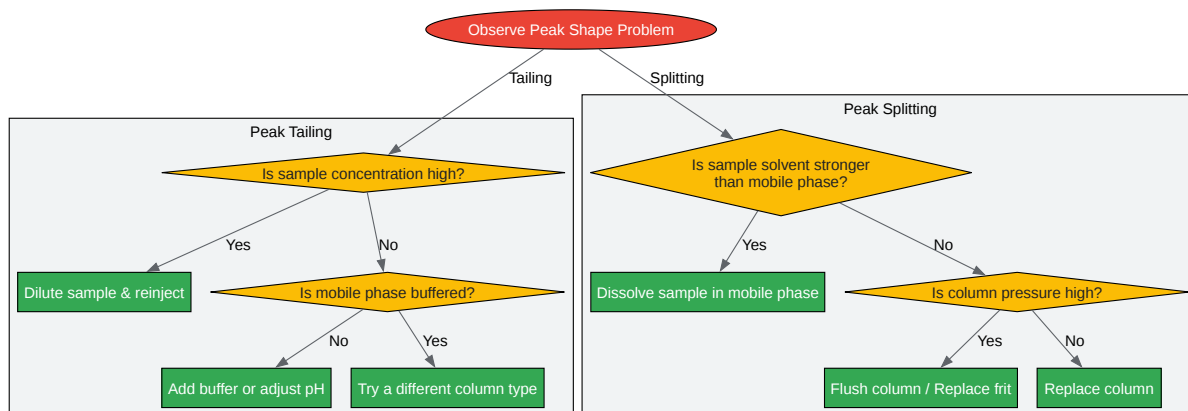 Observe Peak Shape Problem
Tailing
Splitting
Peak Tailing
Peak Splitting
Is sample concentration high?
Is sample solvent stronger
than mobile phase?
Yes
No
Yes
No
Dilute sample & reinject
Is mobile phase buffered?
Dissolve sample in mobile phase
Is column pressure high?
No
Yes
Yes
No
Add buffer or adjust pH
Try a different column type
Flush column / Replace frit
Replace column